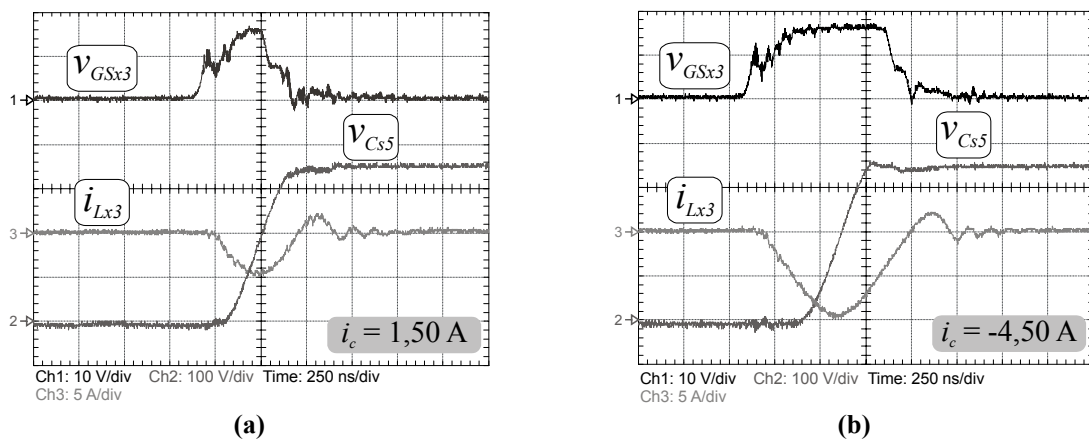 (a)
v_GSx3
v_Cs5
i_Lx3
1
3
2
i_c = 1,50 A
Ch1: 10 V/div Ch2: 100 V/div Time: 250 ns/div
Ch3: 5 A/div
(a)
(b)
v_GSx3
v_Cs5
i_Lx3
1
3
2
i_c = -4,50 A
Ch1: 10 V/div Ch2: 100 V/div Time: 250 ns/div
Ch3: 5 A/div
(b)